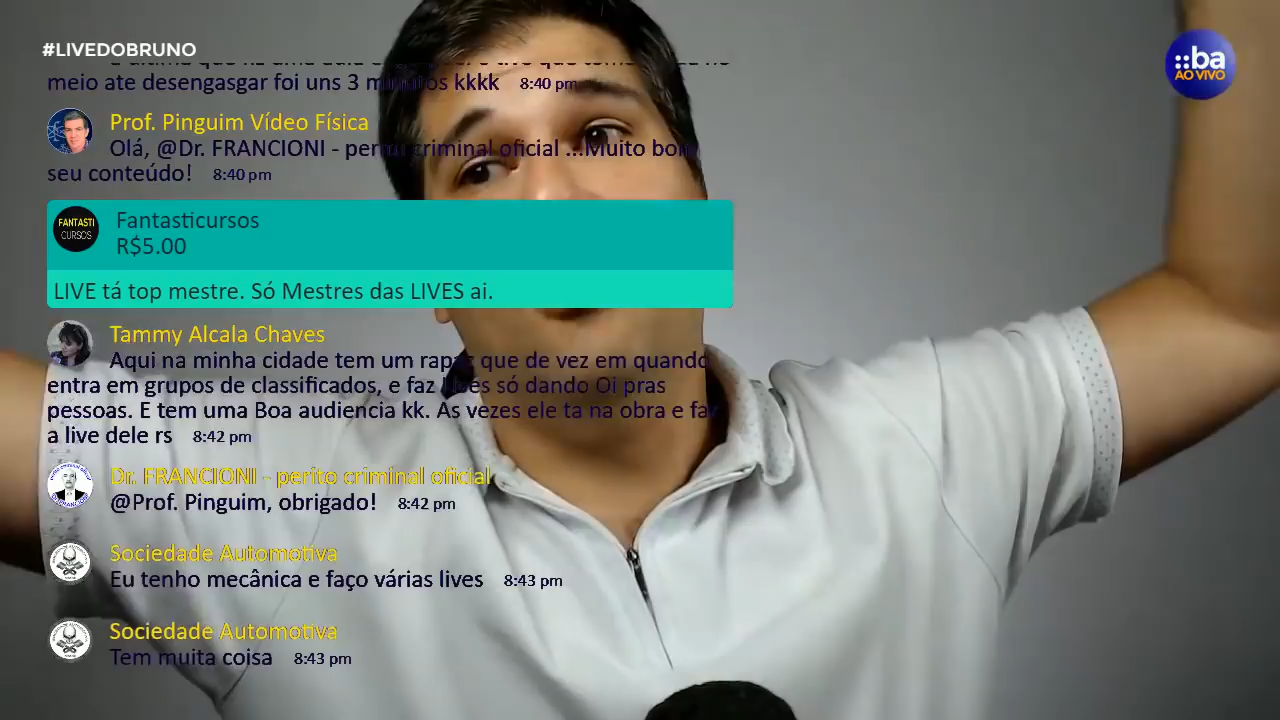 #LIVEDOBRUNO
::ba
AO VIVO
meio ate desengasgar foi uns 3 minutos kkkk 8:40 pm
Prof. Pinguim Vídeo Física
Olá, @Dr. FRANCIONI - perito criminal oficial ...Muito bom
seu conteúdo! 8:40 pm
FANTASTI
CURSOS
Fantasticursos
R$5.00
LIVE tá top mestre. Só Mestres das LIVES ai.
Tammy Alcala Chaves
Aqui na minha cidade tem um rapaz que de vez em quando
entra em grupos de classificados, e faz lives só dando Oi pras
pessoas. E tem uma Boa audiencia kk. As vezes ele ta na obra e faz
a live dele rs 8:42 pm
Dr. FRANCIONI - perito criminal oficial
@Prof. Pinguim, obrigado! 8:42 pm
Sociedade Automotiva
Eu tenho mecânica e faço várias lives 8:43 pm
Sociedade Automotiva
Tem muita coisa 8:43 pm